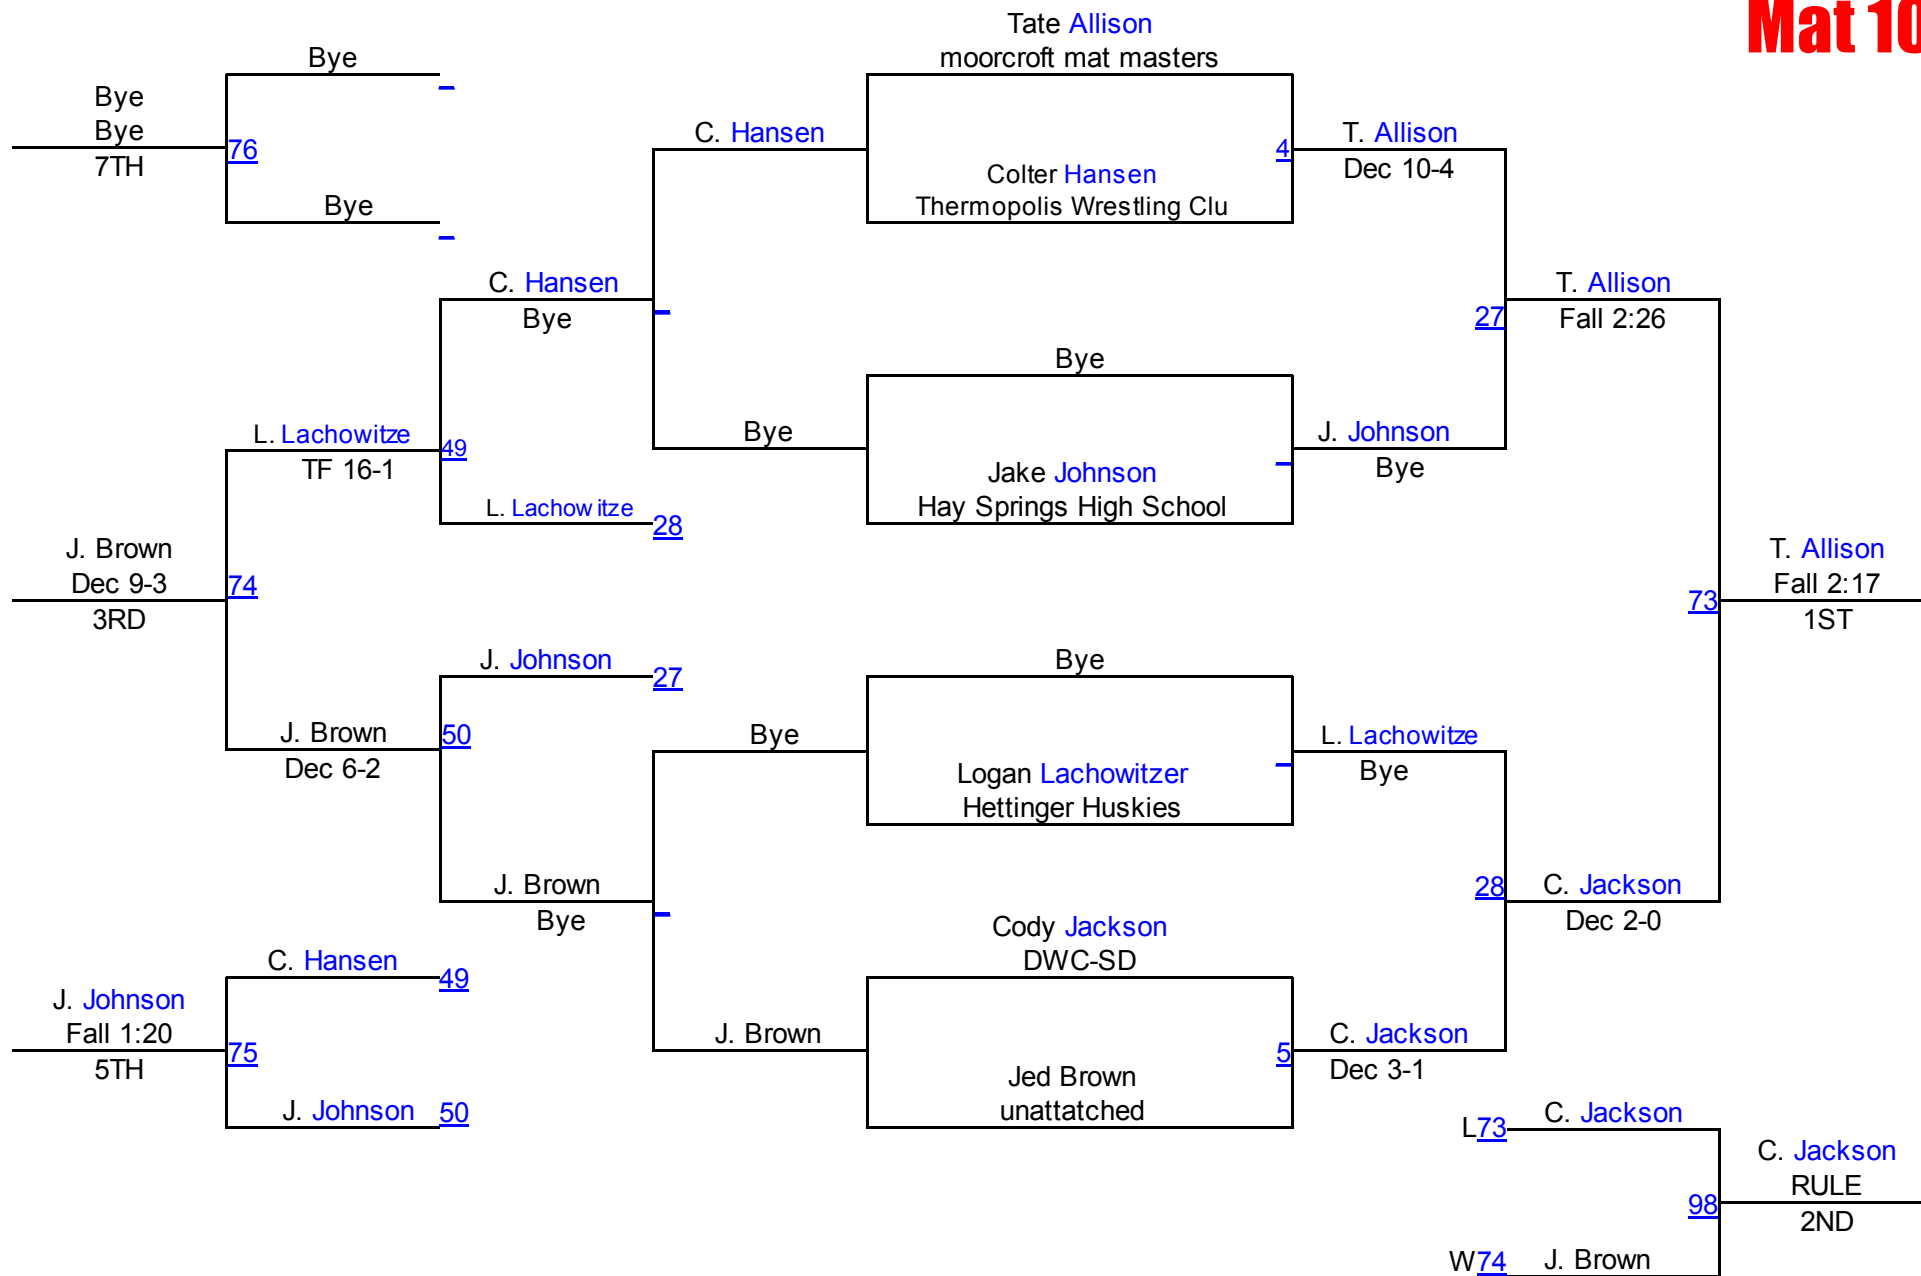 Mat 10
Tate Allison
moorcroft mat masters
Bye
Bye
Bye
7TH
76
Bye
C. Hansen
4
T. Allison
Dec 10-4
Colter Hansen
Thermopolis Wrestling Clu
C. Hansen
Bye
T. Allison
Fall 2:26
27
Bye
L. Lachowitze
TF 16-1
49
Bye
J. Johnson
Bye
Jake Johnson
Hay Springs High School
L. Lachowitze
28
J. Brown
Dec 9-3
3RD
74
T. Allison
Fall 2:17
1ST
73
J. Johnson
27
Bye
J. Brown
Dec 6-2
50
Bye
L. Lachowitze
Bye
Logan Lachowitzer
Hettinger Huskies
J. Brown
Bye
28
C. Jackson
Dec 2-0
Cody Jackson
DWC-SD
C. Hansen
49
J. Johnson
Fall 1:20
5TH
75
J. Brown
5
C. Jackson
Dec 3-1
Jed Brown
unattatched
J. Johnson
50
L73
C. Jackson
C. Jackson
RULE
2ND
98
W74
J. Brown